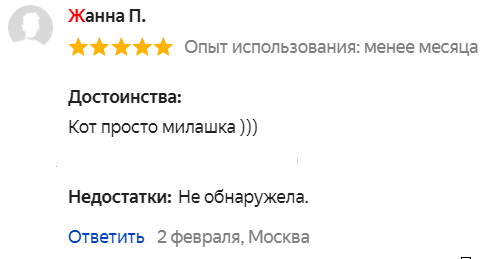 Жанна П.
Опыт использования: менее месяца
Достоинства:
Кот просто милашка )))
Недостатки: Не обнаружела.
Ответить 2 февраля, Москва